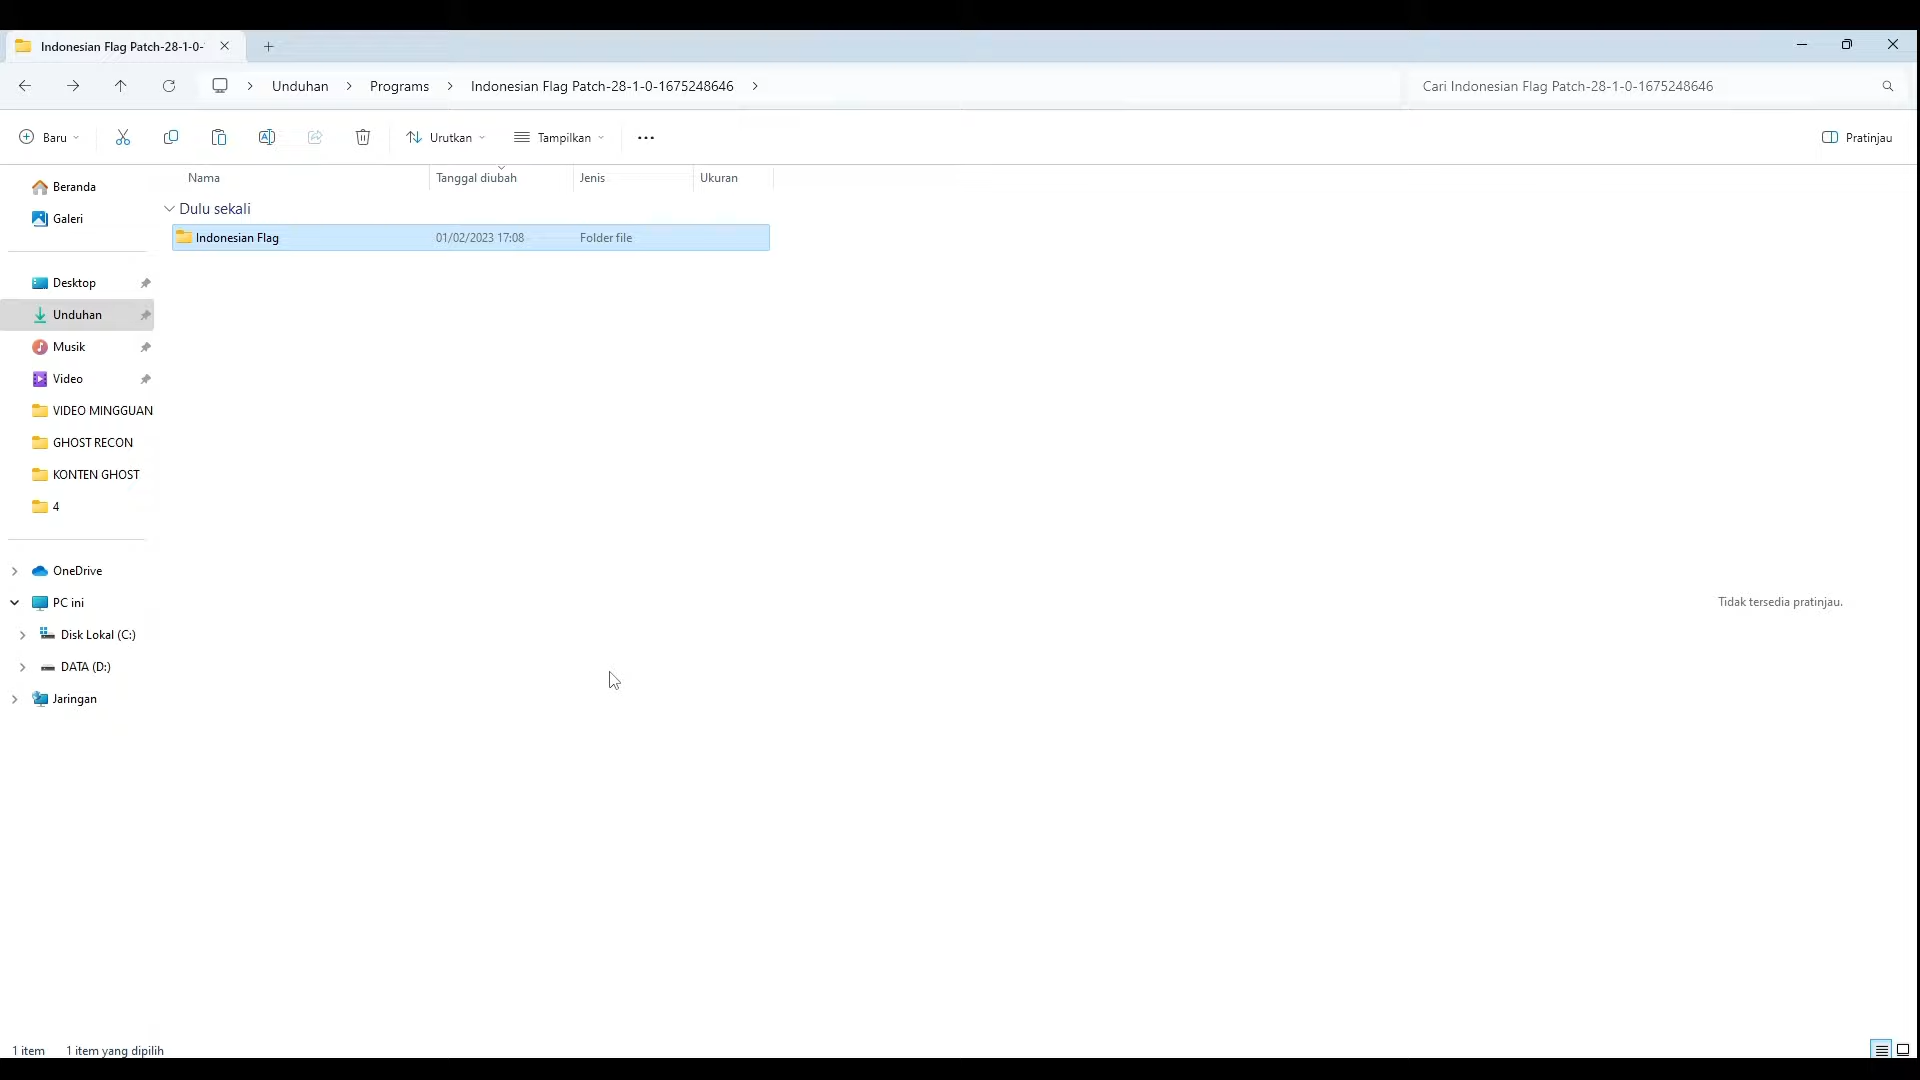 Indonesian Flag Patch-28-1-0-
Unduhan
Programs
Indonesian Flag Patch-28-1-0-1675248646
Cari Indonesian Flag Patch-28-1-0-1675248646
Baru
Urutkan
Tampilkan
Pratinjau
Nama
Tanggal diubah
Jenis
Ukuran
Beranda
Galeri
Desktop
Unduhan
Musik
Video
VIDEO MINGGUAN
GHOST RECON
KONTEN GHOST
4
OneDrive
PC ini
Disk Lokal (C:)
DATA (D:)
Jaringan
Dulu sekali
Indonesian Flag 01/02/2023 17:08 Folder file
Tidak tersedia pratinjau.
1 item 1 item yang dipilih